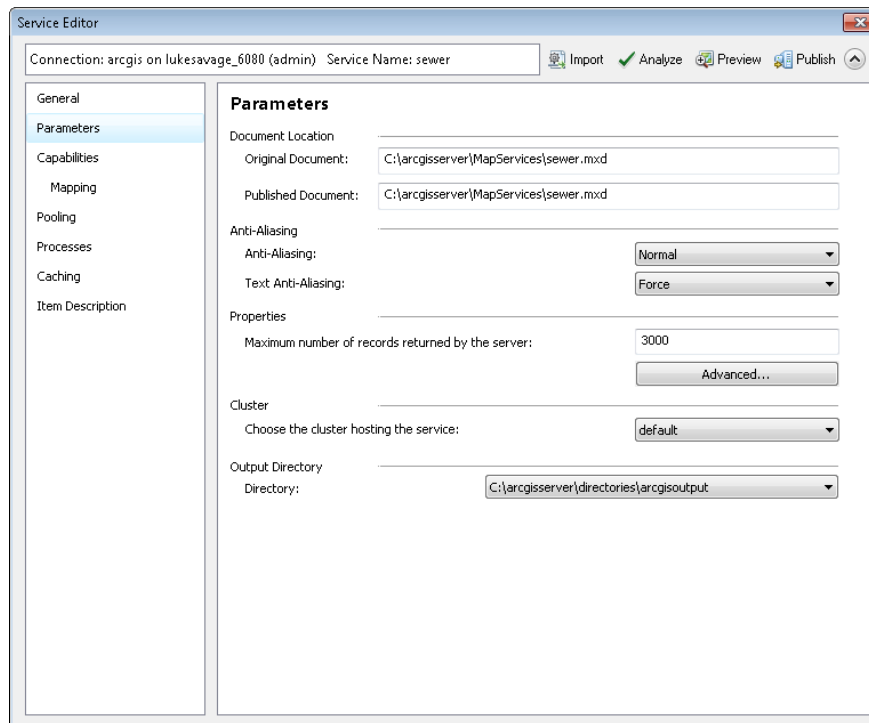 Service Editor
Connection: arcgis on lukesavage_6080 (admin) Service Name: sewer
Import
Analyze
Preview
Publish
General
Parameters
Capabilities
Mapping
Pooling
Processes
Caching
Item Description
Parameters
Document Location
Original Document: C:\arcgisserver\MapServices\sewer.mxd
Published Document: C:\arcgisserver\MapServices\sewer.mxd
Anti-Aliasing
Anti-Aliasing: Normal
Text Anti-Aliasing: Force
Properties
Maximum number of records returned by the server: 3000
Advanced...
Cluster
Choose the cluster hosting the service: default
Output Directory
Directory: C:\arcgisserver\directories\arcgisoutput